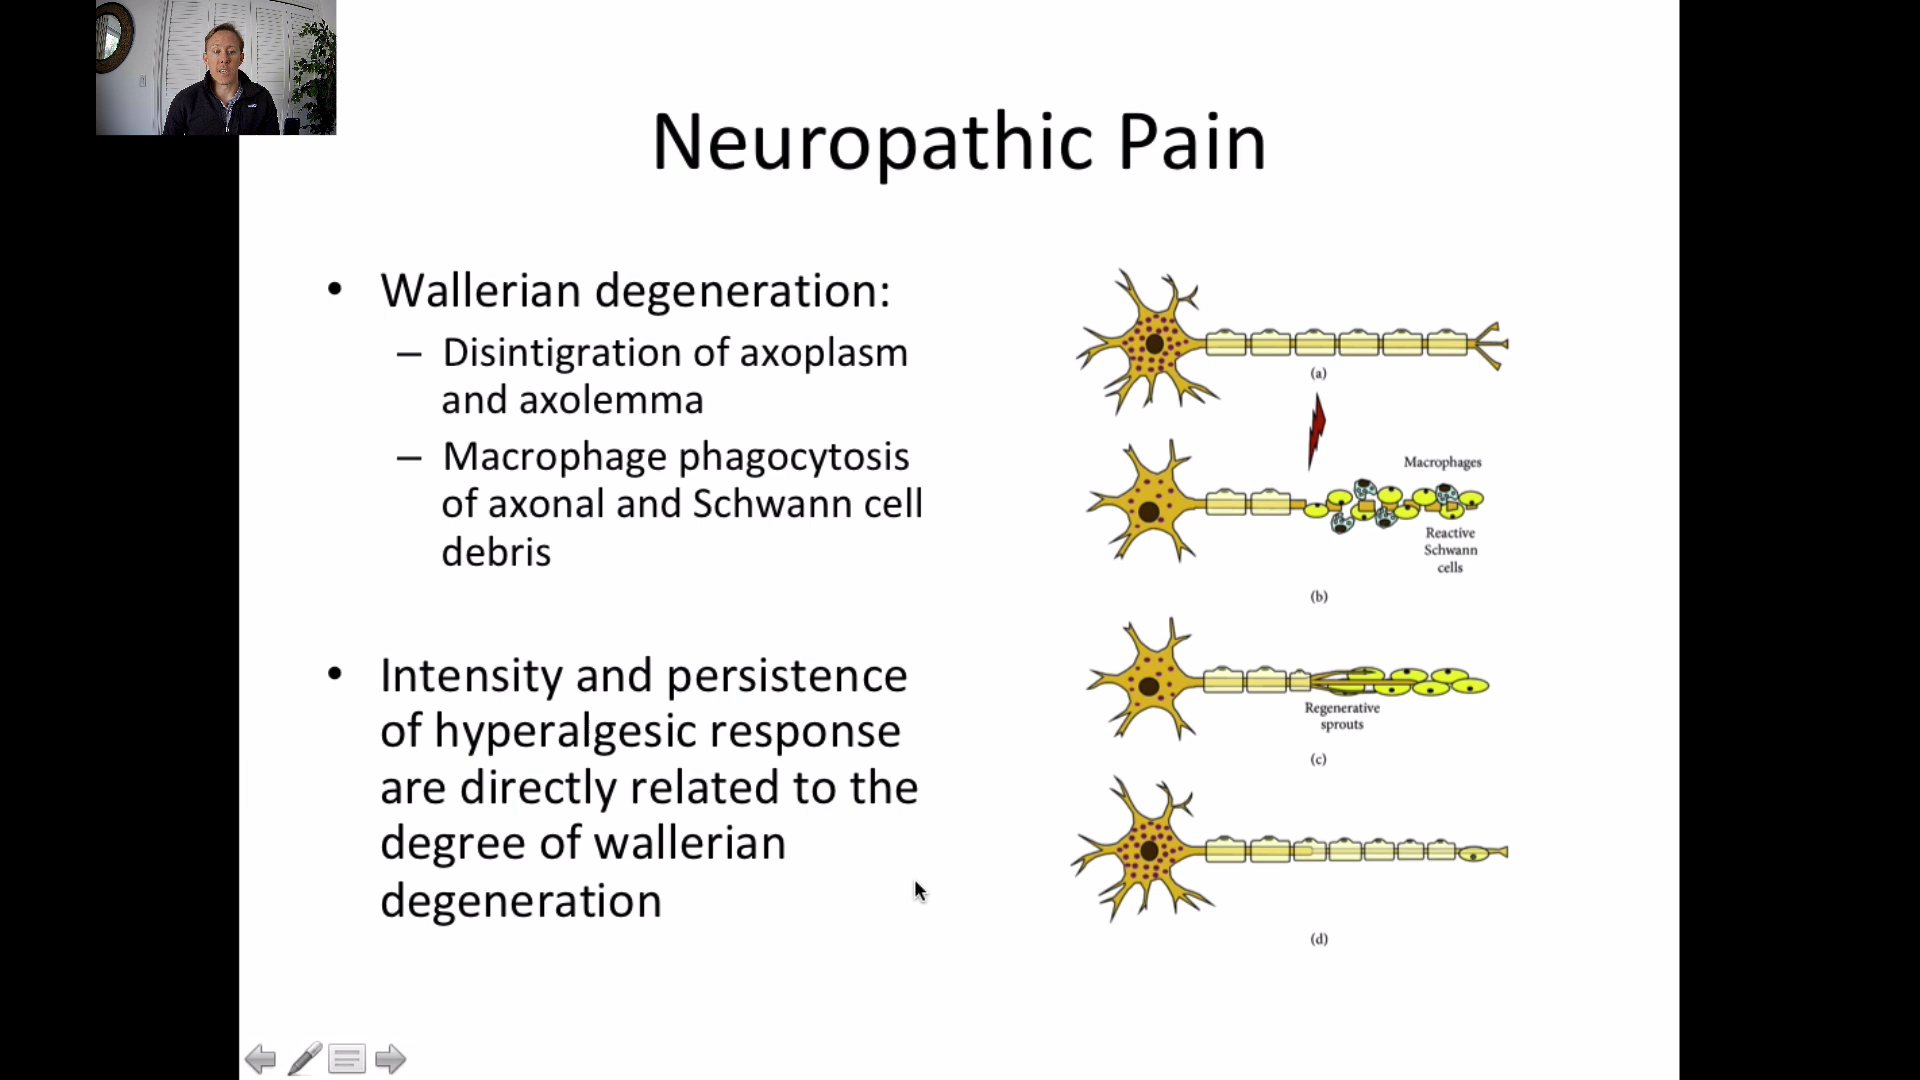 Neuropathic Pain
• Wallerian degeneration:
– Disintigration of axoplasm
and axolemma
– Macrophage phagocytosis
of axonal and Schwann cell
debris
• Intensity and persistence
of hyperalgesic response
are directly related to the
degree of wallerian
degeneration
(a)
Macrophages
Reactive
Schwann
cells
(b)
Regenerative
sprouts
(c)
(d)